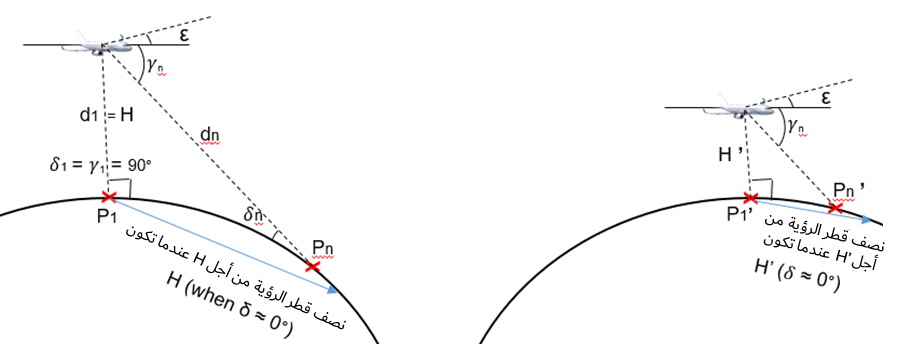 ε
γn
d1 = H
dn
δ1 = γ1 = 90°
δn
P1
Pn
نصف قطر الرؤية من أجل H عندما تكون
H (when δ ≈ 0°)
ε
γn
H '
Pn '
P1'
نصف قطر الرؤية من
أجل H' عندما تكون
H' (δ ≈ 0°)